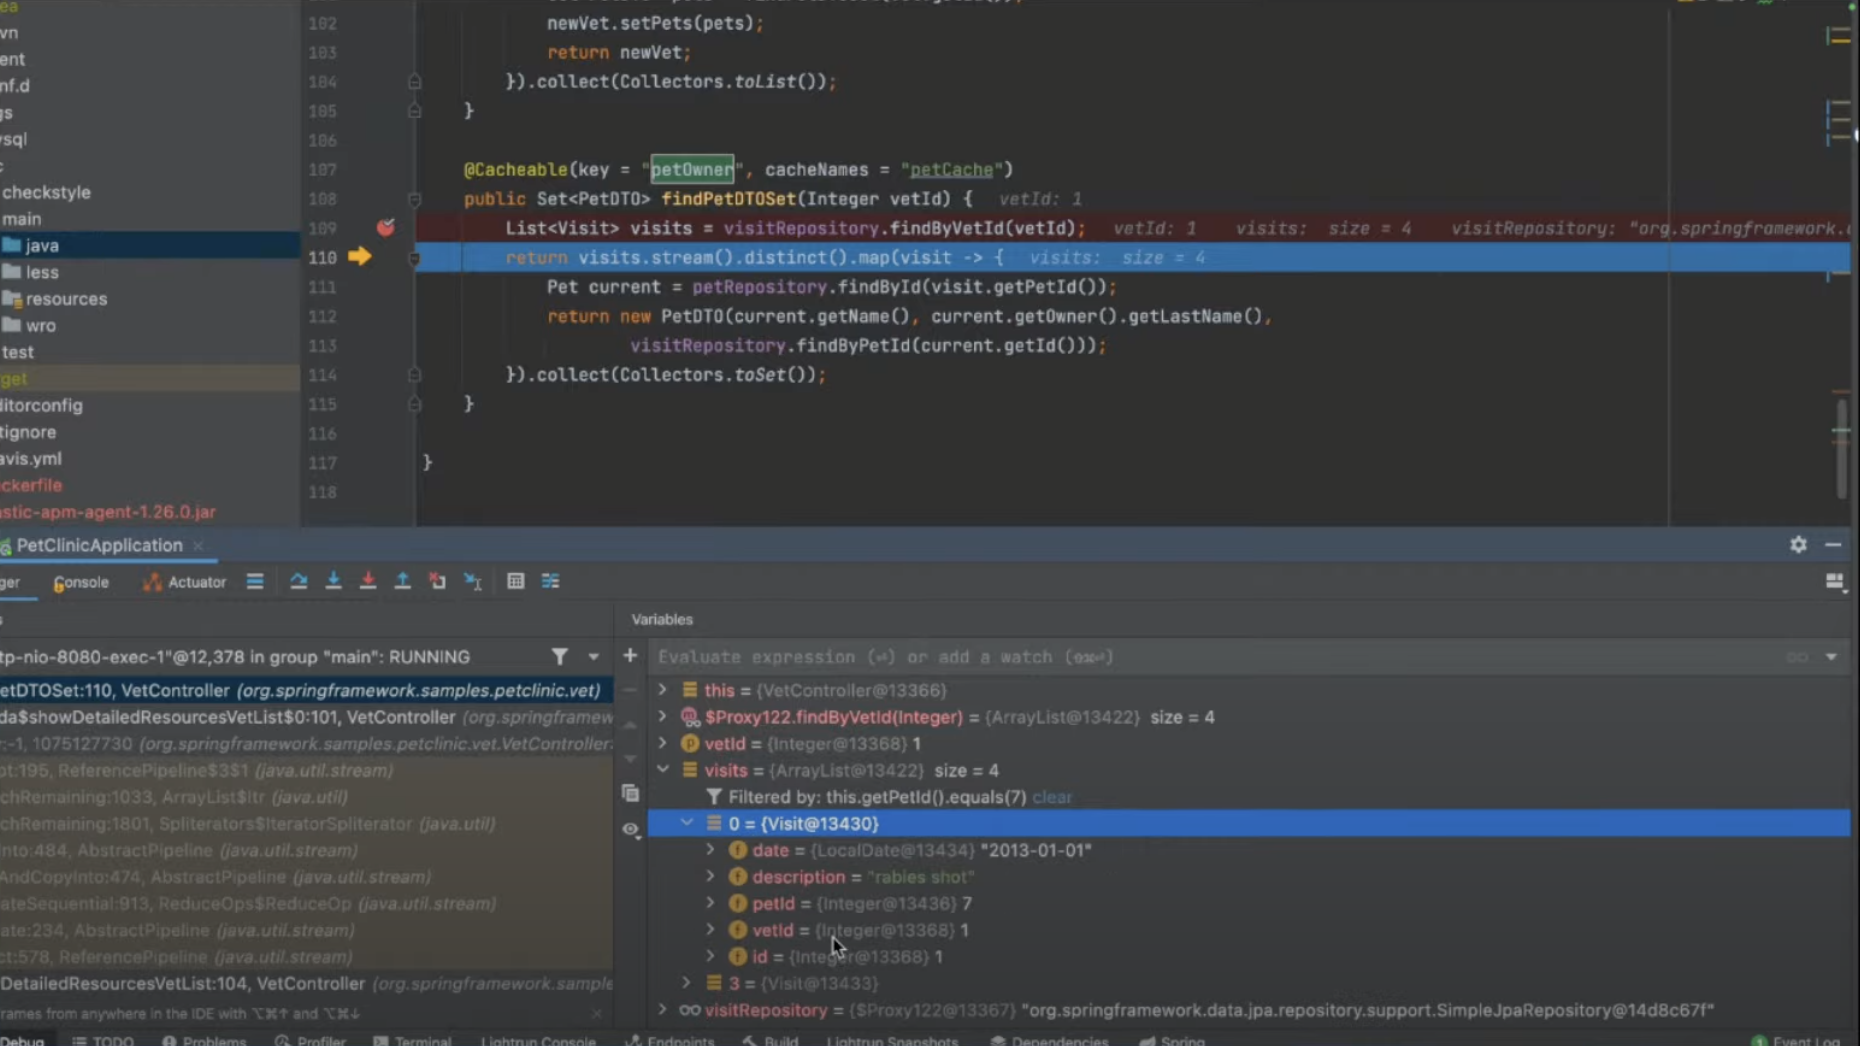 ea
vn
ent
nf.d
gs
sql
c
checkstyle
main
java
less
resources
wro
test
get
ditorconfig
tignore
avis.yml
ckerfile
astic-apm-agent-1.26.0.jar
102 newVet.setPets(pets);
103 return newVet;
104 }).collect(Collectors.toList());
105 }
106
107 @Cacheable(key = "petOwner", cacheNames = "petCache")
108 public Set<PetDTO> findPetDTOSet(Integer vetId) { vetId: 1
109 List<Visit> visits = visitRepository.findByVetId(vetId); vetId: 1 visits: size = 4 visitRepository: "org.springframework.
110 return visits.stream().distinct().map(visit -> { visits: size = 4
111 Pet current = petRepository.findById(visit.getPetId());
112 return new PetDTO(current.getName(), current.getOwner().getLastName(),
113 visitRepository.findByPetId(current.getId()));
114 }).collect(Collectors.toSet());
115 }
116
117 }
118
PetClinicApplication ×
ger Console Actuator
s
Variables
tp-nio-8080-exec-1"@12,378 in group "main": RUNNING
etDTOSet:110, VetController (org.springframework.samples.petclinic.vet)
da$showDetailedResourcesVetList$0:101, VetController (org.springframew
r:-1, 1075127730 (org.springframework.samples.petclinic.vet.VetController
pt:195, ReferencePipeline$3$1 (java.util.stream)
chRemaining:1033, ArrayList$Itr (java.util)
chRemaining:1801, Spliterators$IteratorSpliterator (java.util.stream)
nto:484, AbstractPipeline (java.util.stream)
AndCopyInto:474, AbstractPipeline (java.util.stream)
ateSequential:913, ReduceOps$ReduceOp (java.util.stream)
ate:234, AbstractPipeline (java.util.stream)
ct:578, ReferencePipeline (java.util.stream)
DetailedResourcesVetList:104, VetController (org.springframework.sample
rames from anywhere in the IDE with ⌥⌘↑ and ⌥⌘↓ ×
Evaluate expression (⏎) or add a watch (⇧⌘⏎)
this = {VetController@13366}
$Proxy122.findByVetId(Integer) = {ArrayList@13422} size = 4
vetId = {Integer@13368} 1
visits = {ArrayList@13422} size = 4
Filtered by: this.getPetId().equals(7) clear
0 = {Visit@13430}
date = {LocalDate@13434} "2013-01-01"
description = "rabies shot"
petId = {Integer@13436} 7
vetId = {Integer@13368} 1
id = {Integer@13368} 1
3 = {Visit@13433}
visitRepository = {$Proxy122@13367} "org.springframework.data.jpa.repository.support.SimpleJpaRepository@14d8c67f"
Debug TODO Problems Profiler Terminal Lightrun Console Endpoints Build Lightrun Snapshots Dependencies Spring 1 Event Log